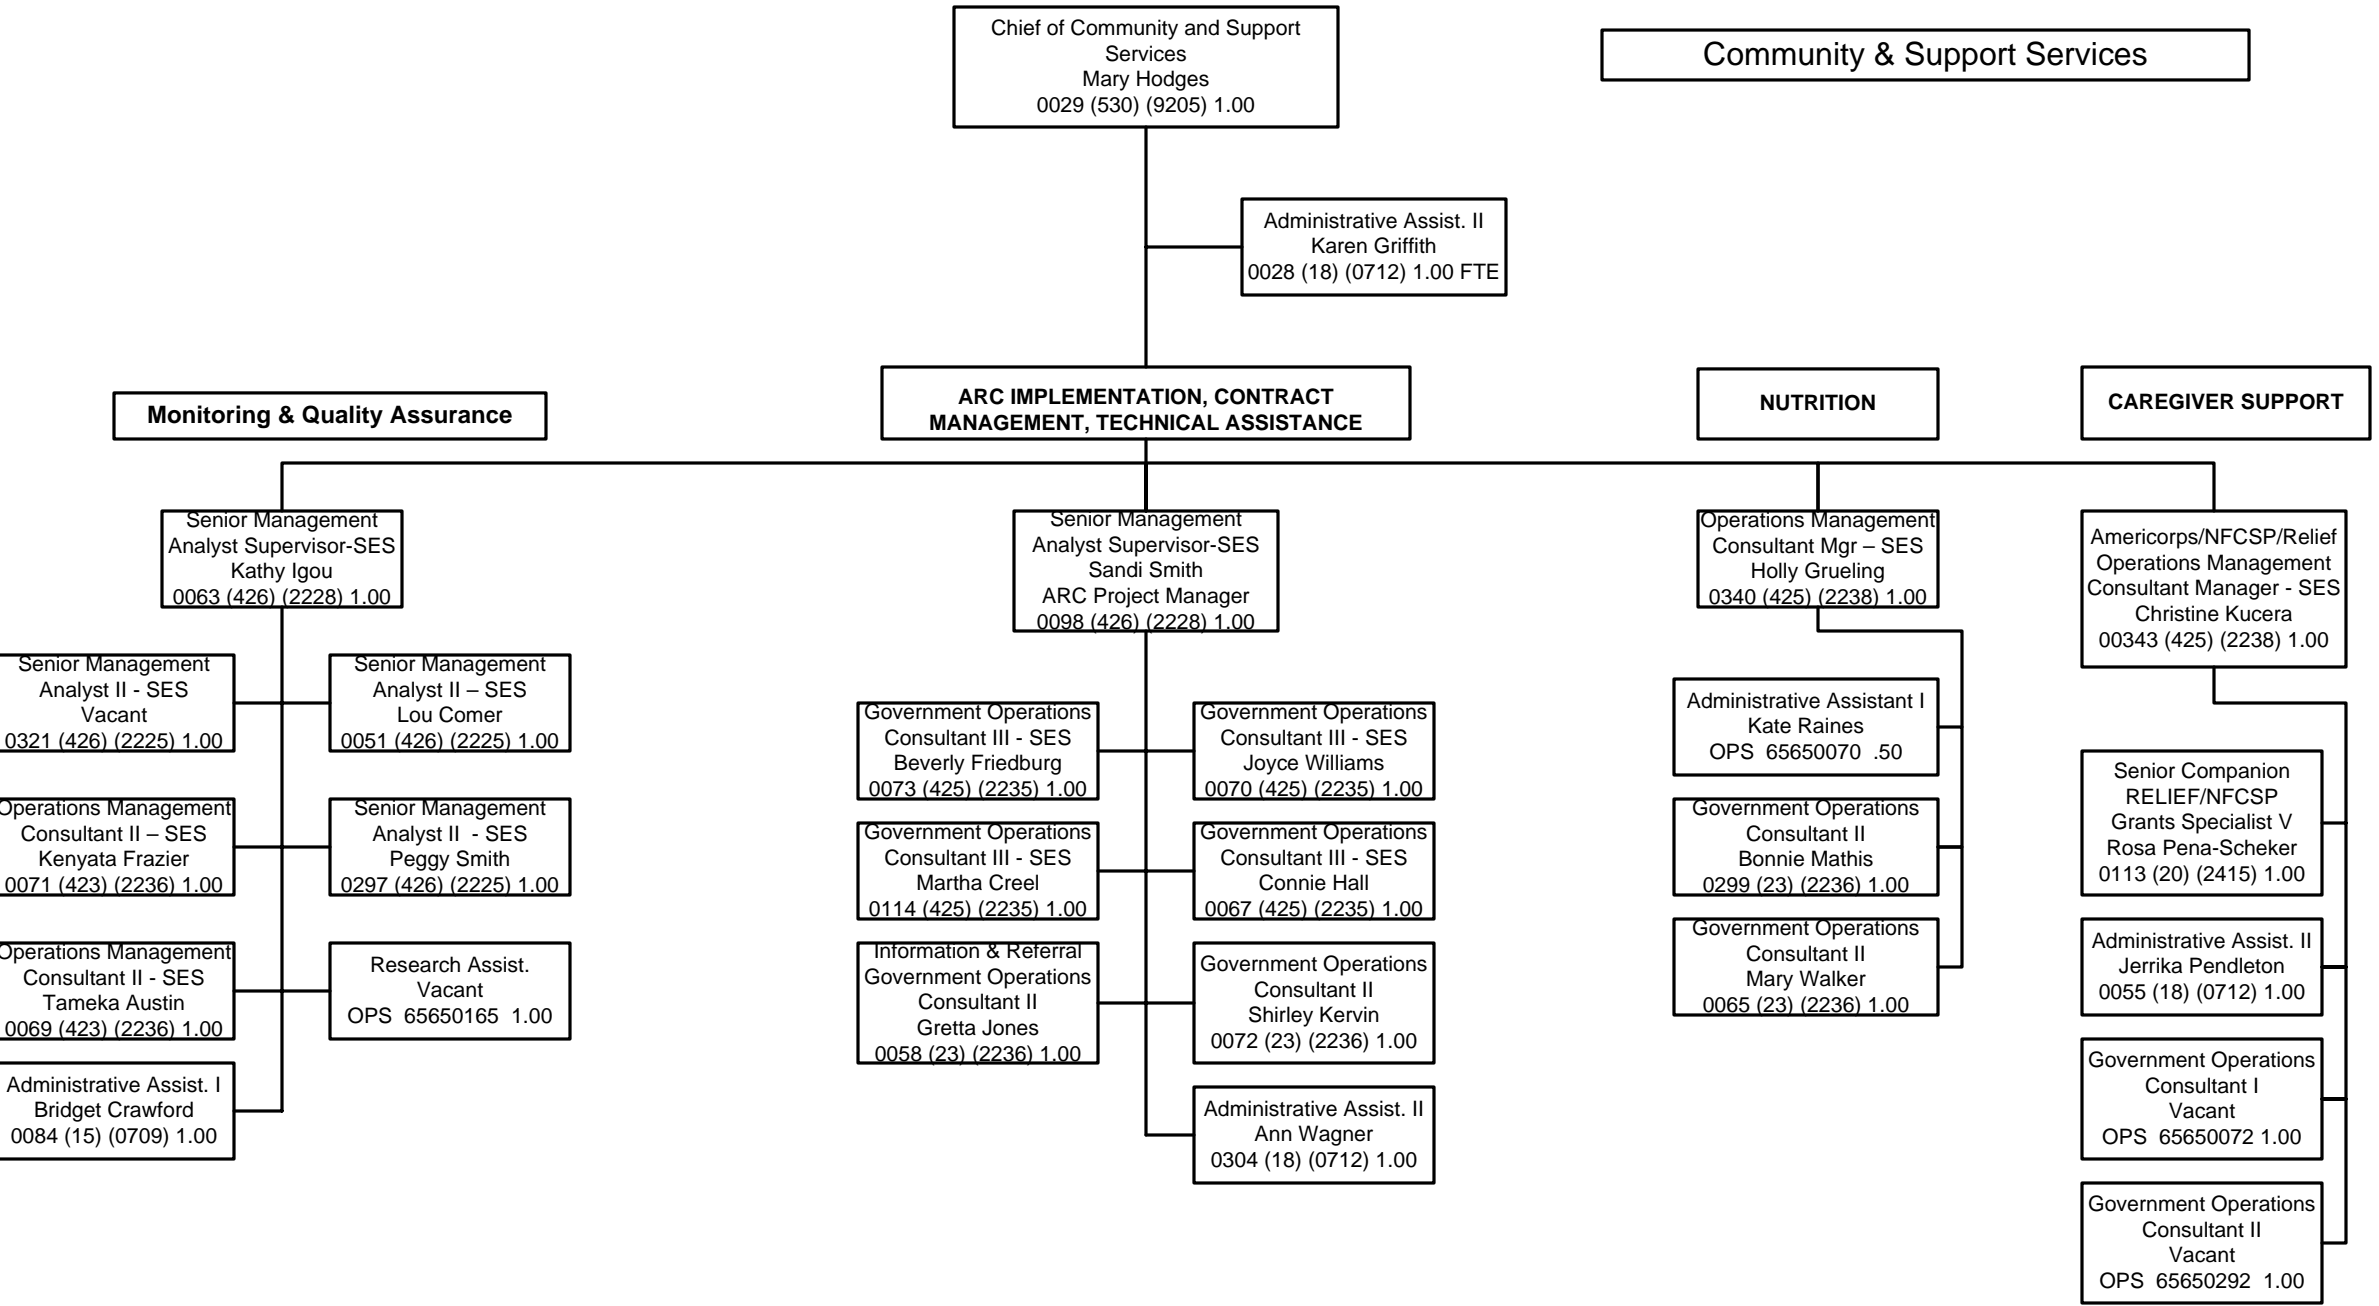 Chief of Community and Support
Services
Mary Hodges
0029 (530) (9205) 1.00
Community & Support Services
Administrative Assist. II
Karen Griffith
0028 (18) (0712) 1.00 FTE
Monitoring & Quality Assurance
ARC IMPLEMENTATION, CONTRACT
MANAGEMENT, TECHNICAL ASSISTANCE
NUTRITION
CAREGIVER SUPPORT
Senior Management
Analyst Supervisor-SES
Kathy Igou
0063 (426) (2228) 1.00
Senior Management
Analyst II - SES
Vacant
0321 (426) (2225) 1.00
Senior Management
Analyst II – SES
Lou Comer
0051 (426) (2225) 1.00
Operations Management
Consultant II – SES
Kenyata Frazier
0071 (423) (2236) 1.00
Senior Management
Analyst II - SES
Peggy Smith
0297 (426) (2225) 1.00
Operations Management
Consultant II - SES
Tameka Austin
0069 (423) (2236) 1.00
Research Assist.
Vacant
OPS 65650165 1.00
Administrative Assist. I
Bridget Crawford
0084 (15) (0709) 1.00
Senior Management
Analyst Supervisor-SES
Sandi Smith
ARC Project Manager
0098 (426) (2228) 1.00
Government Operations
Consultant III - SES
Beverly Friedburg
0073 (425) (2235) 1.00
Government Operations
Consultant III - SES
Joyce Williams
0070 (425) (2235) 1.00
Government Operations
Consultant III - SES
Martha Creel
0114 (425) (2235) 1.00
Government Operations
Consultant III - SES
Connie Hall
0067 (425) (2235) 1.00
Information & Referral
Government Operations
Consultant II
Gretta Jones
0058 (23) (2236) 1.00
Government Operations
Consultant II
Shirley Kervin
0072 (23) (2236) 1.00
Administrative Assist. II
Ann Wagner
0304 (18) (0712) 1.00
Operations Management
Consultant Mgr – SES
Holly Grueling
0340 (425) (2238) 1.00
Administrative Assistant I
Kate Raines
OPS 65650070 .50
Government Operations
Consultant II
Bonnie Mathis
0299 (23) (2236) 1.00
Government Operations
Consultant II
Mary Walker
0065 (23) (2236) 1.00
Americorps/NFCSP/Relief
Operations Management
Consultant Manager - SES
Christine Kucera
00343 (425) (2238) 1.00
Senior Companion
RELIEF/NFCSP
Grants Specialist V
Rosa Pena-Scheker
0113 (20) (2415) 1.00
Administrative Assist. II
Jerrika Pendleton
0055 (18) (0712) 1.00
Government Operations
Consultant I
Vacant
OPS 65650072 1.00
Government Operations
Consultant II
Vacant
OPS 65650292 1.00